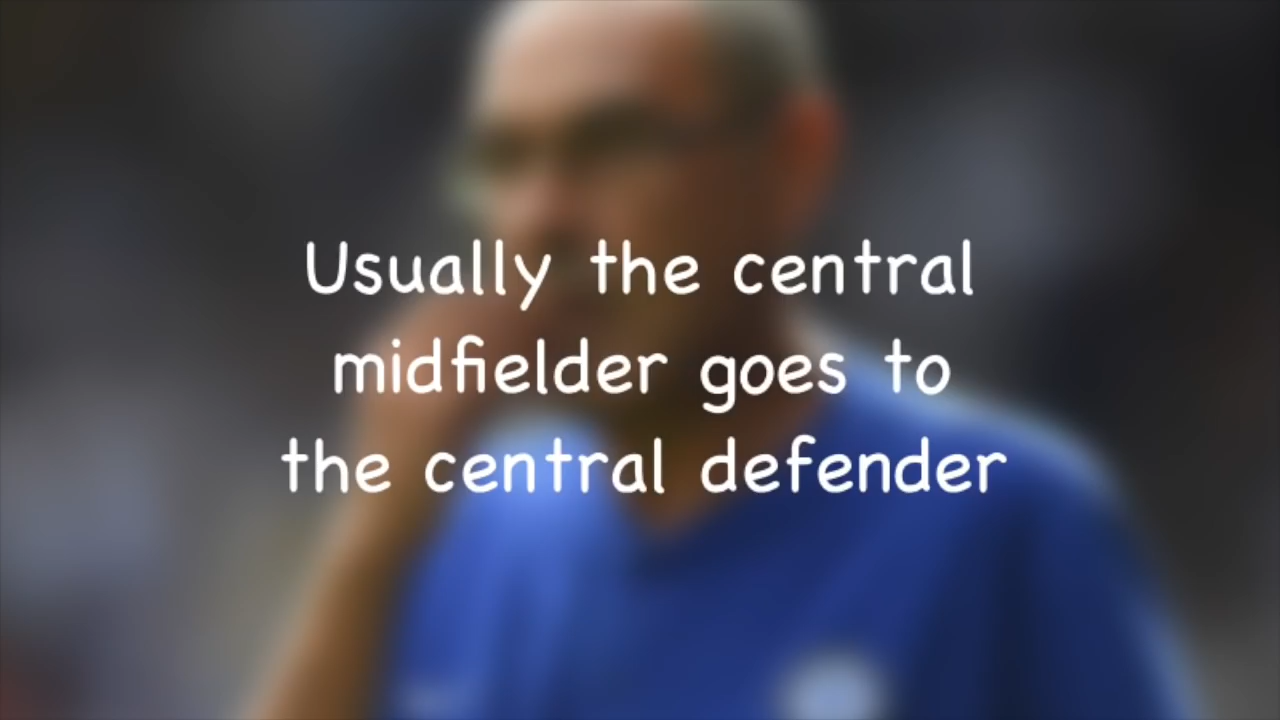 Usually the central
midfielder goes to
the central defender